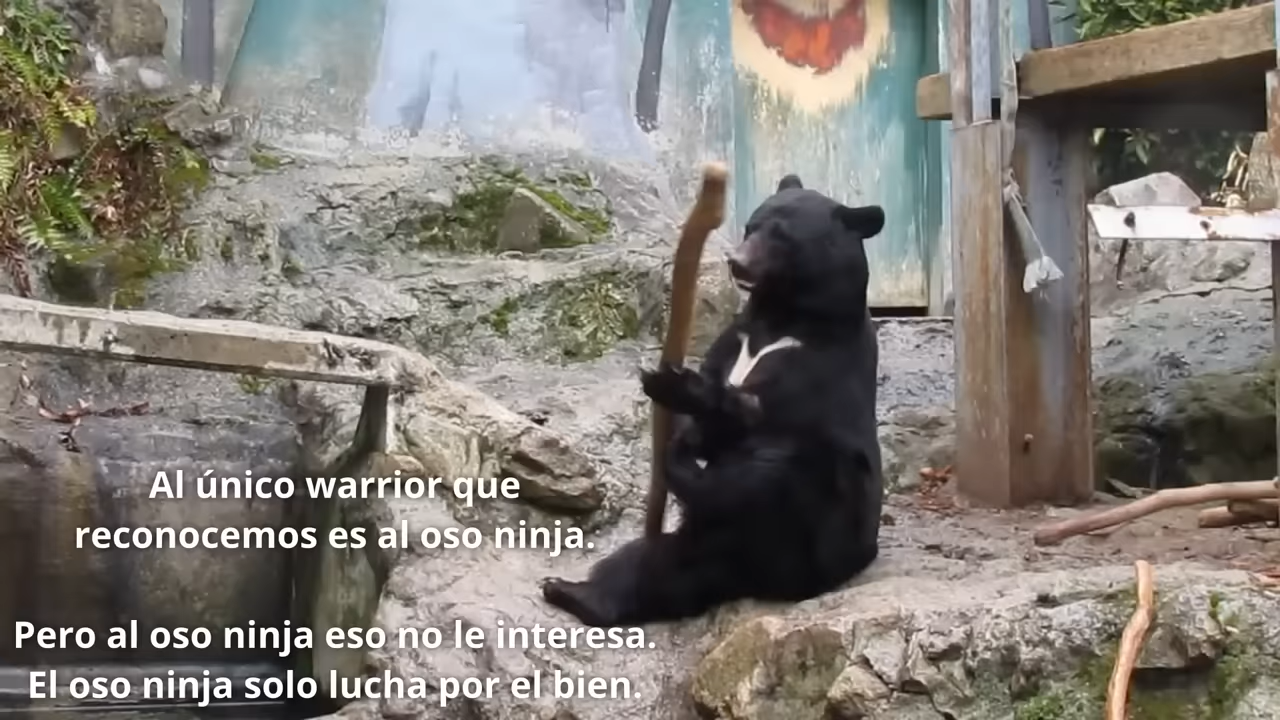 Al único warrior que
reconocemos es al oso ninja.
Pero al oso ninja eso no le interesa.
El oso ninja solo lucha por el bien.